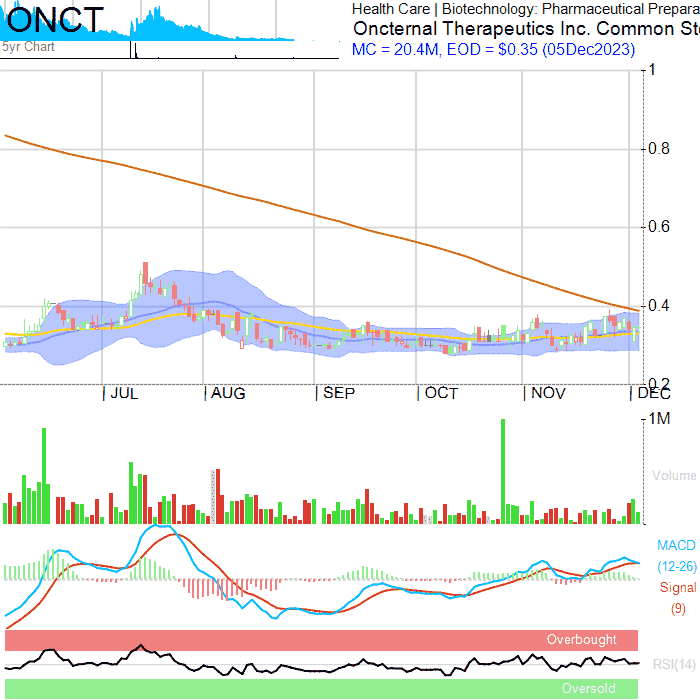 ONCT
5yr Chart
Health Care | Biotechnology: Pharmaceutical Prepara
Oncternal Therapeutics Inc. Common Sto
MC = 20.4M, EOD = $0.35 (05Dec2023)
1
0.8
0.6
0.4
0.2
JUL AUG SEP OCT NOV DEC
1M
Volume
MACD
(12-26)
Signal
(9)
Overbought
RSI(14)
Oversold